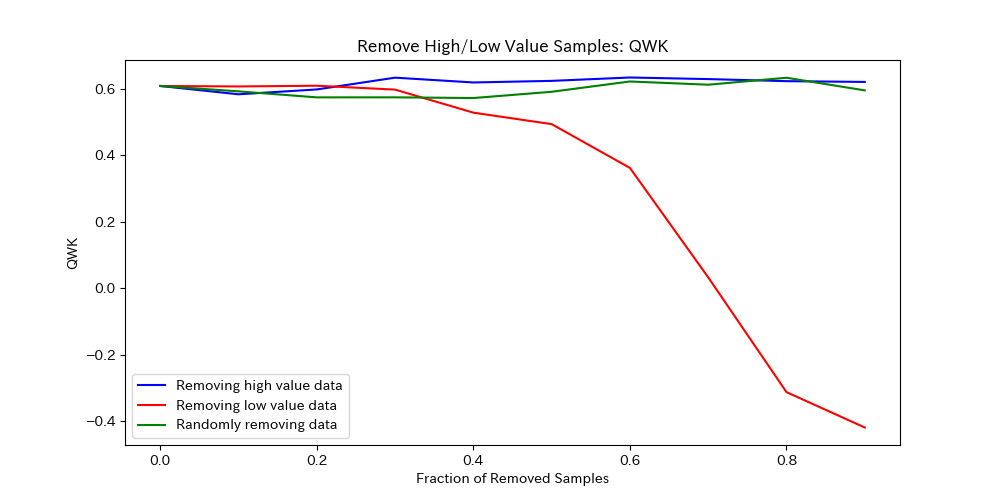 Remove High/Low Value Samples: QWK
QWK
0.6
0.4
0.2
0.0
−0.2
−0.4
Removing high value data
Removing low value data
Randomly removing data
0.0
0.2
0.4
0.6
0.8
Fraction of Removed Samples